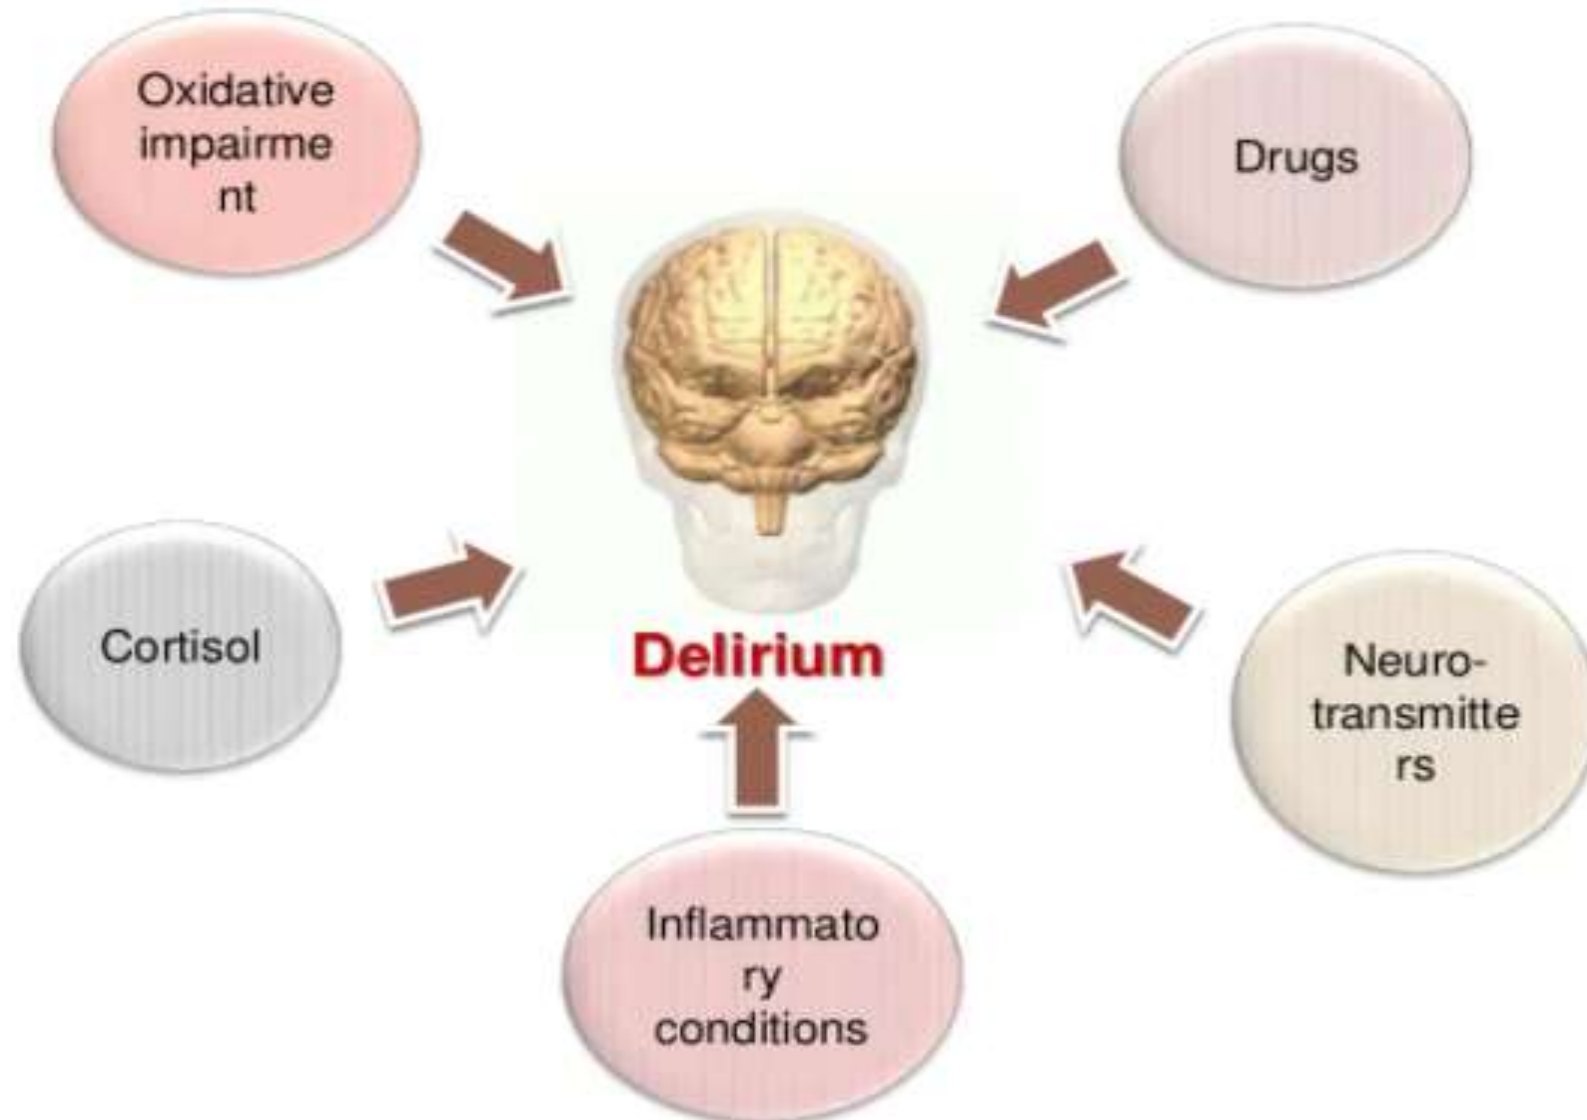 Oxidative
impairme
nt
Drugs
Cortisol
Delirium
Neuro-
transmitte
rs
Inflammato
ry
conditions